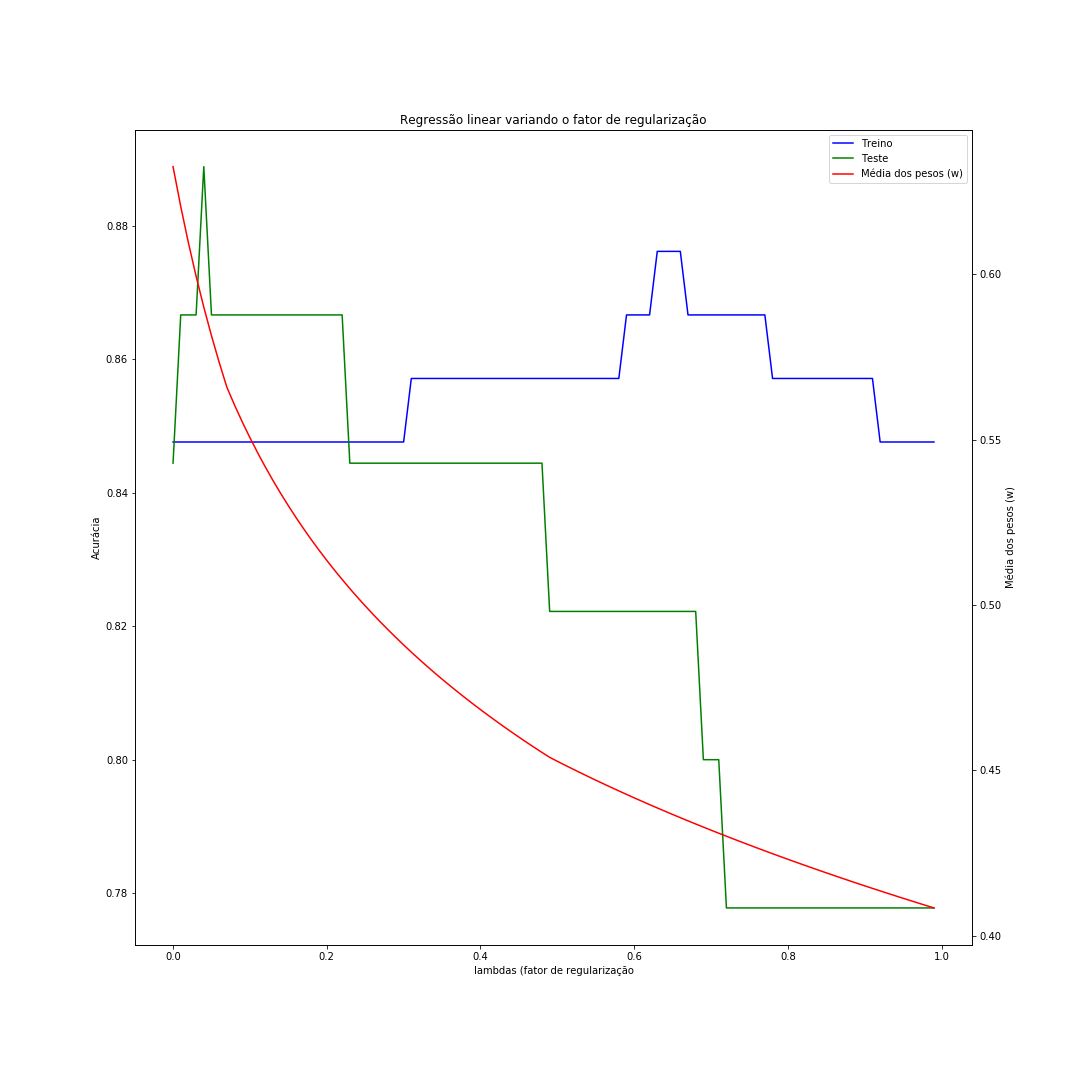 Regressão linear variando o fator de regularização
Treino
Teste
Média dos pesos (w)
0.88
0.86
0.84
0.82
0.80
0.78
Acurácia
0.60
0.55
0.50
0.45
0.40
Média dos pesos (w)
0.0 0.2 0.4 0.6 0.8 1.0
lambdas (fator de regularização